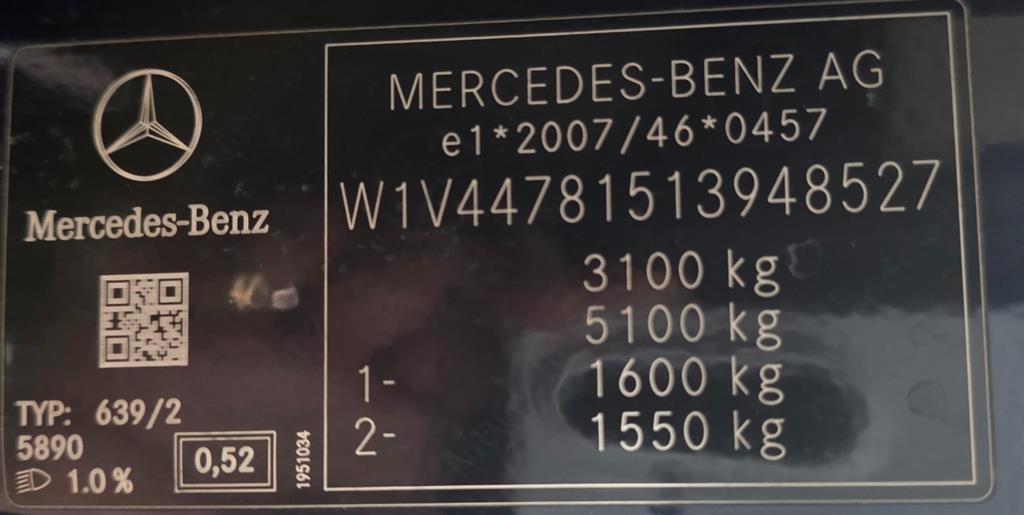 Mercedes-Benz
TYP: 639/2
5890
1.0 %
0,52
1951034
MERCEDES-BENZ AG
e1*2007/46*0457
W1V44781513948527
3100 kg
5100 kg
1- 1600 kg
2- 1550 kg